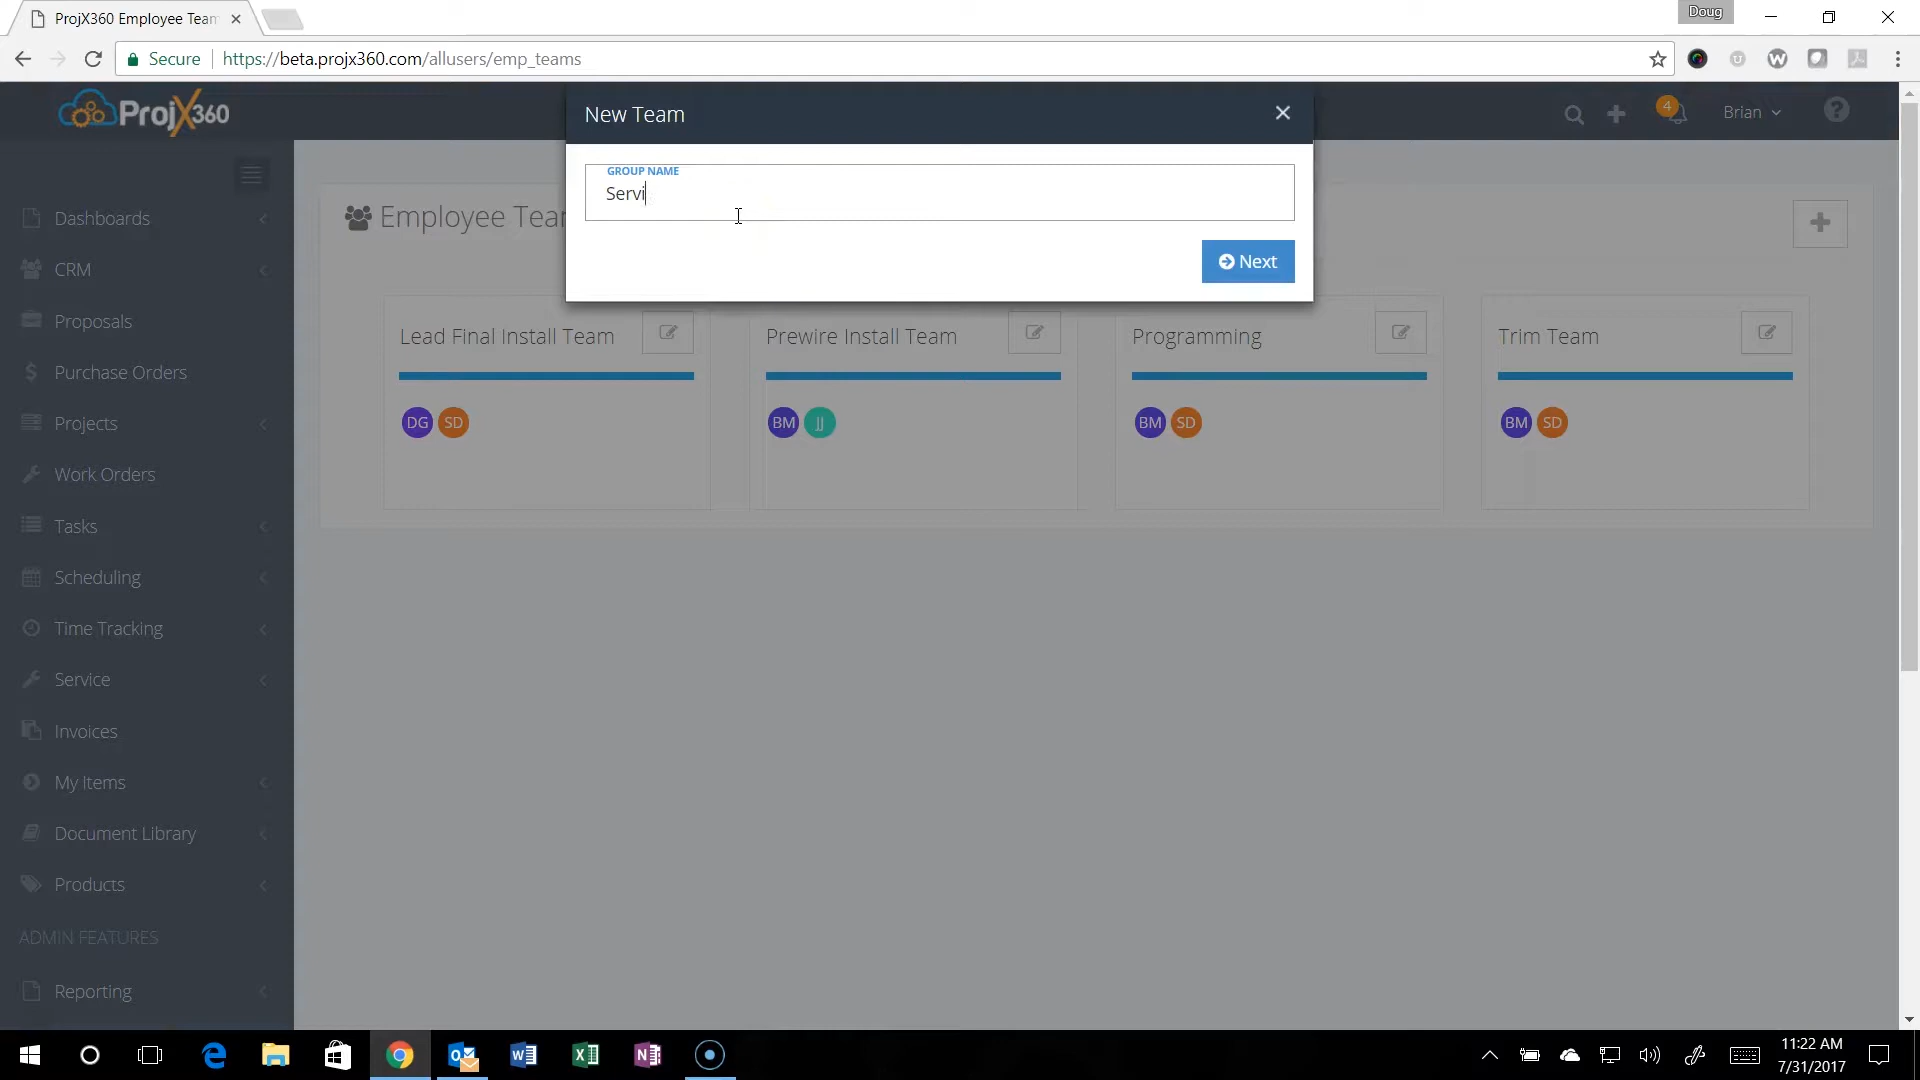 ProjX360 Employee Team
Doug
Secure
https://beta.projx360.com/allusers/emp_teams
ProjX360
New Team
4
Brian
GROUP NAME
Servi
Next
Employee Tea
Dashboards
CRM
Proposals
Purchase Orders
Projects
Work Orders
Tasks
Scheduling
Time Tracking
Service
Invoices
My Items
Document Library
Products
ADMIN FEATURES
Reporting
Lead Final Install Team
DG SD
Prewire Install Team
BM JJ
Programming
BM SD
Trim Team
BM SD
11:22 AM
7/31/2017